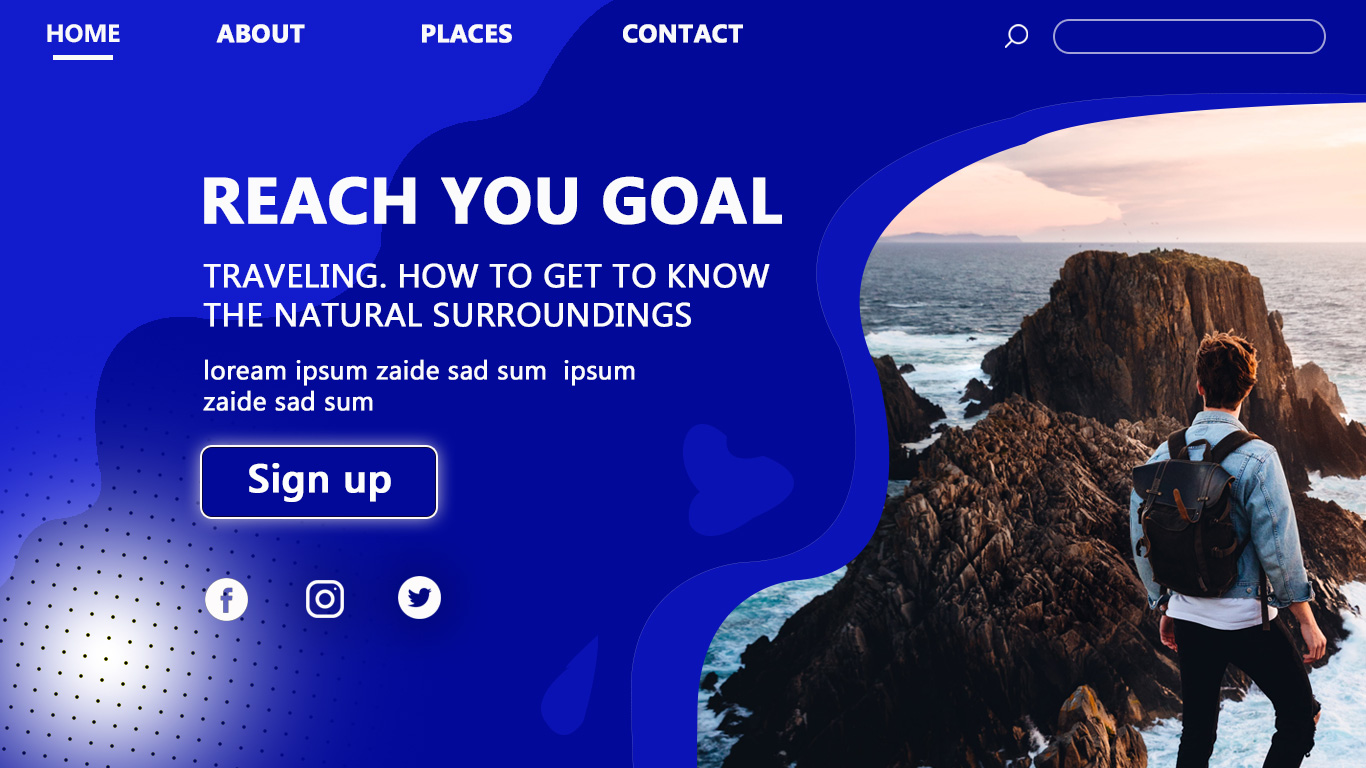 HOME ABOUT PLACES CONTACT
REACH YOU GOAL
TRAVELING. HOW TO GET TO KNOW
THE NATURAL SURROUNDINGS
loream ipsum zaide sad sum ipsum
zaide sad sum
Sign up